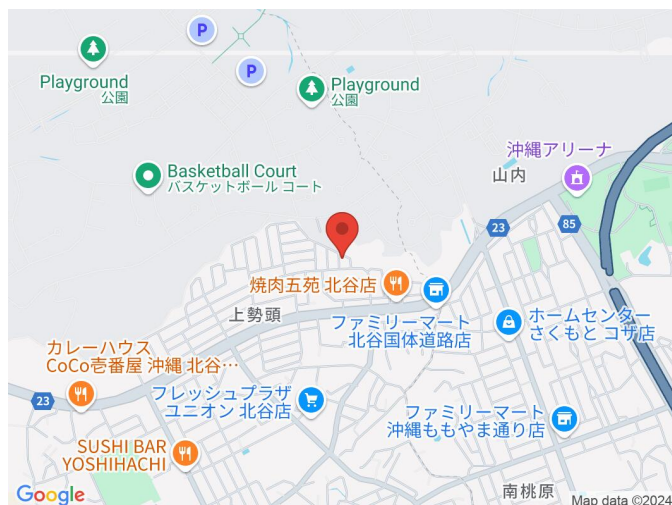 P
P
Playground
公園
Playground
公園
Basketball Court
バスケットボール コート
沖縄アリーナ
山内
23
85
焼肉五苑 北谷店
上勢頭
ファミリーマート
北谷国体道路店
ホームセンター
さくもと コザ店
カレーハウス
CoCo壱番屋 沖縄 北谷…
23
フレッシュプラザ
ユニオン 北谷店
ファミリーマート
沖縄ももやま通り店
SUSHI BAR
YOSHIHACHI
南桃原
Google
Map data ©2024